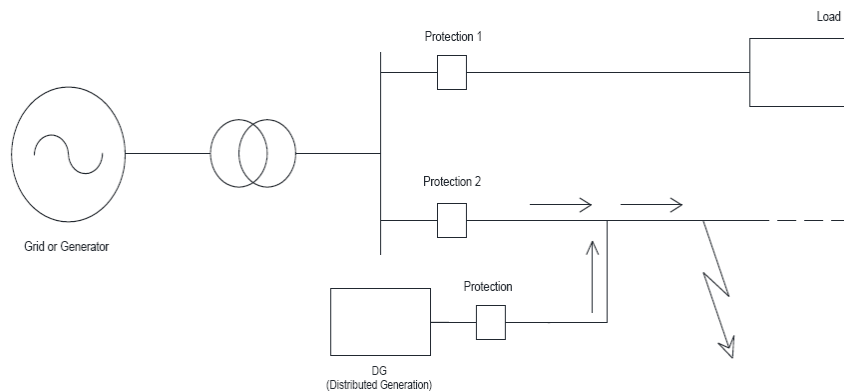 Load
Protection 1
Protection 2
Grid or Generator
Protection
DG
(Distributed Generation)